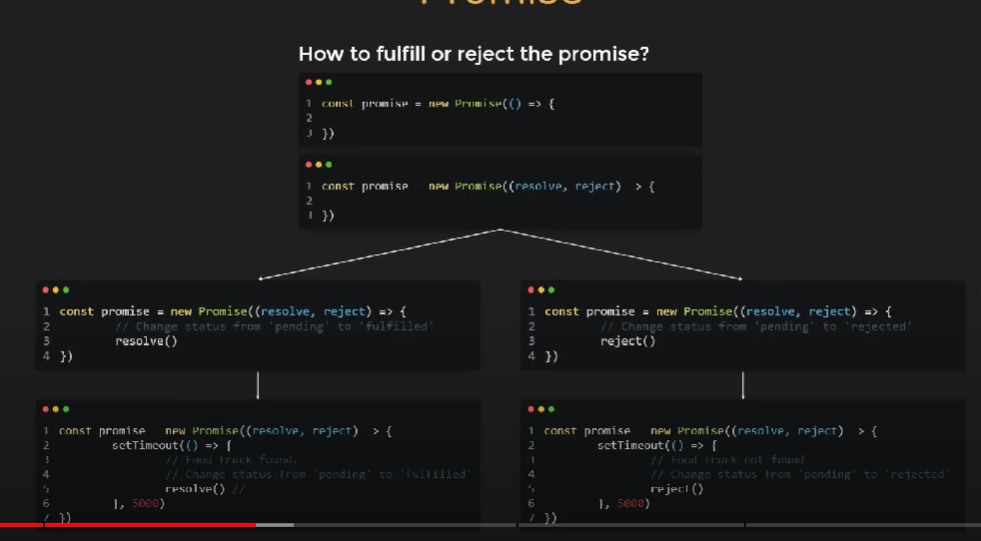 Promise
How to fulfill or reject the promise?
1 const promise = new Promise(() => {
2
3 })
1 const promise = new Promise((resolve, reject) => {
2
3 })
1 const promise = new Promise((resolve, reject) => {
2 // Change status from 'pending' to 'fulfilled'
3 resolve()
4 })
1 const promise = new Promise((resolve, reject) => {
2 // Change status from 'pending' to 'rejected'
3 reject()
4 })
1 const promise = new Promise((resolve, reject) => {
2 setTimeout(() => {
3 // Food truck found.
4 // Change status from 'pending' to 'fulfilled'
5 resolve() //
6 }, 5000)
7 })
1 const promise = new Promise((resolve, reject) => {
2 setTimeout(() => {
3 // Food truck not found
4 // Change status from 'pending' to 'rejected'
5 reject()
6 }, 5000)
7 })